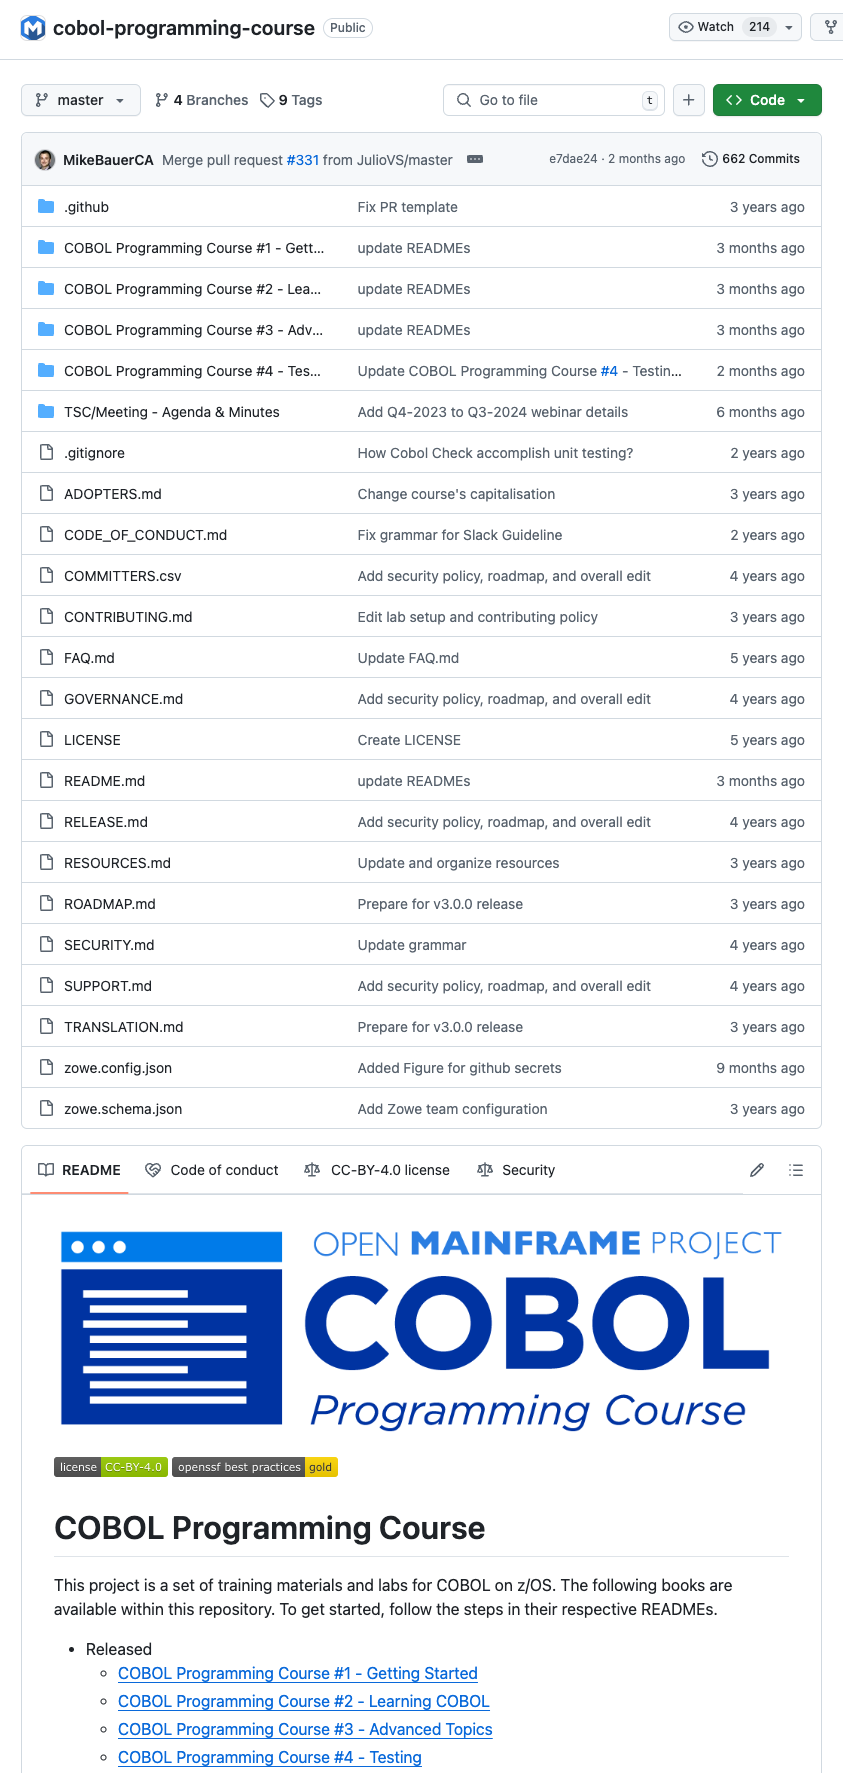 cobol-programming-course Public Watch 214
master 4 Branches 9 Tags Go to file t Code
MikeBauerCA Merge pull request #331 from JulioVS/master e7dae24 · 2 months ago 662 Commits
.github Fix PR template 3 years ago
COBOL Programming Course #1 - Gett... update READMEs 3 months ago
COBOL Programming Course #2 - Lea... update READMEs 3 months ago
COBOL Programming Course #3 - Adv... update READMEs 3 months ago
COBOL Programming Course #4 - Tes... Update COBOL Programming Course #4 - Testin... 2 months ago
TSC/Meeting - Agenda & Minutes Add Q4-2023 to Q3-2024 webinar details 6 months ago
.gitignore How Cobol Check accomplish unit testing? 2 years ago
ADOPTERS.md Change course's capitalisation 3 years ago
CODE_OF_CONDUCT.md Fix grammar for Slack Guideline 2 years ago
COMMITTERS.csv Add security policy, roadmap, and overall edit 4 years ago
CONTRIBUTING.md Edit lab setup and contributing policy 3 years ago
FAQ.md Update FAQ.md 5 years ago
GOVERNANCE.md Add security policy, roadmap, and overall edit 4 years ago
LICENSE Create LICENSE 5 years ago
README.md update READMEs 3 months ago
RELEASE.md Add security policy, roadmap, and overall edit 4 years ago
RESOURCES.md Update and organize resources 3 years ago
ROADMAP.md Prepare for v3.0.0 release 3 years ago
SECURITY.md Update grammar 4 years ago
SUPPORT.md Add security policy, roadmap, and overall edit 4 years ago
TRANSLATION.md Prepare for v3.0.0 release 3 years ago
zowe.config.json Added Figure for github secrets 9 months ago
zowe.schema.json Add Zowe team configuration 3 years ago
README Code of conduct CC-BY-4.0 license Security
OPEN MAINFRAME PROJECT
COBOL
Programming Course
license CC-BY-4.0 openssf best practices gold
COBOL Programming Course
This project is a set of training materials and labs for COBOL on z/OS. The following books are
available within this repository. To get started, follow the steps in their respective READMEs.
• Released
COBOL Programming Course #1 - Getting Started
COBOL Programming Course #2 - Learning COBOL
COBOL Programming Course #3 - Advanced Topics
COBOL Programming Course #4 - Testing